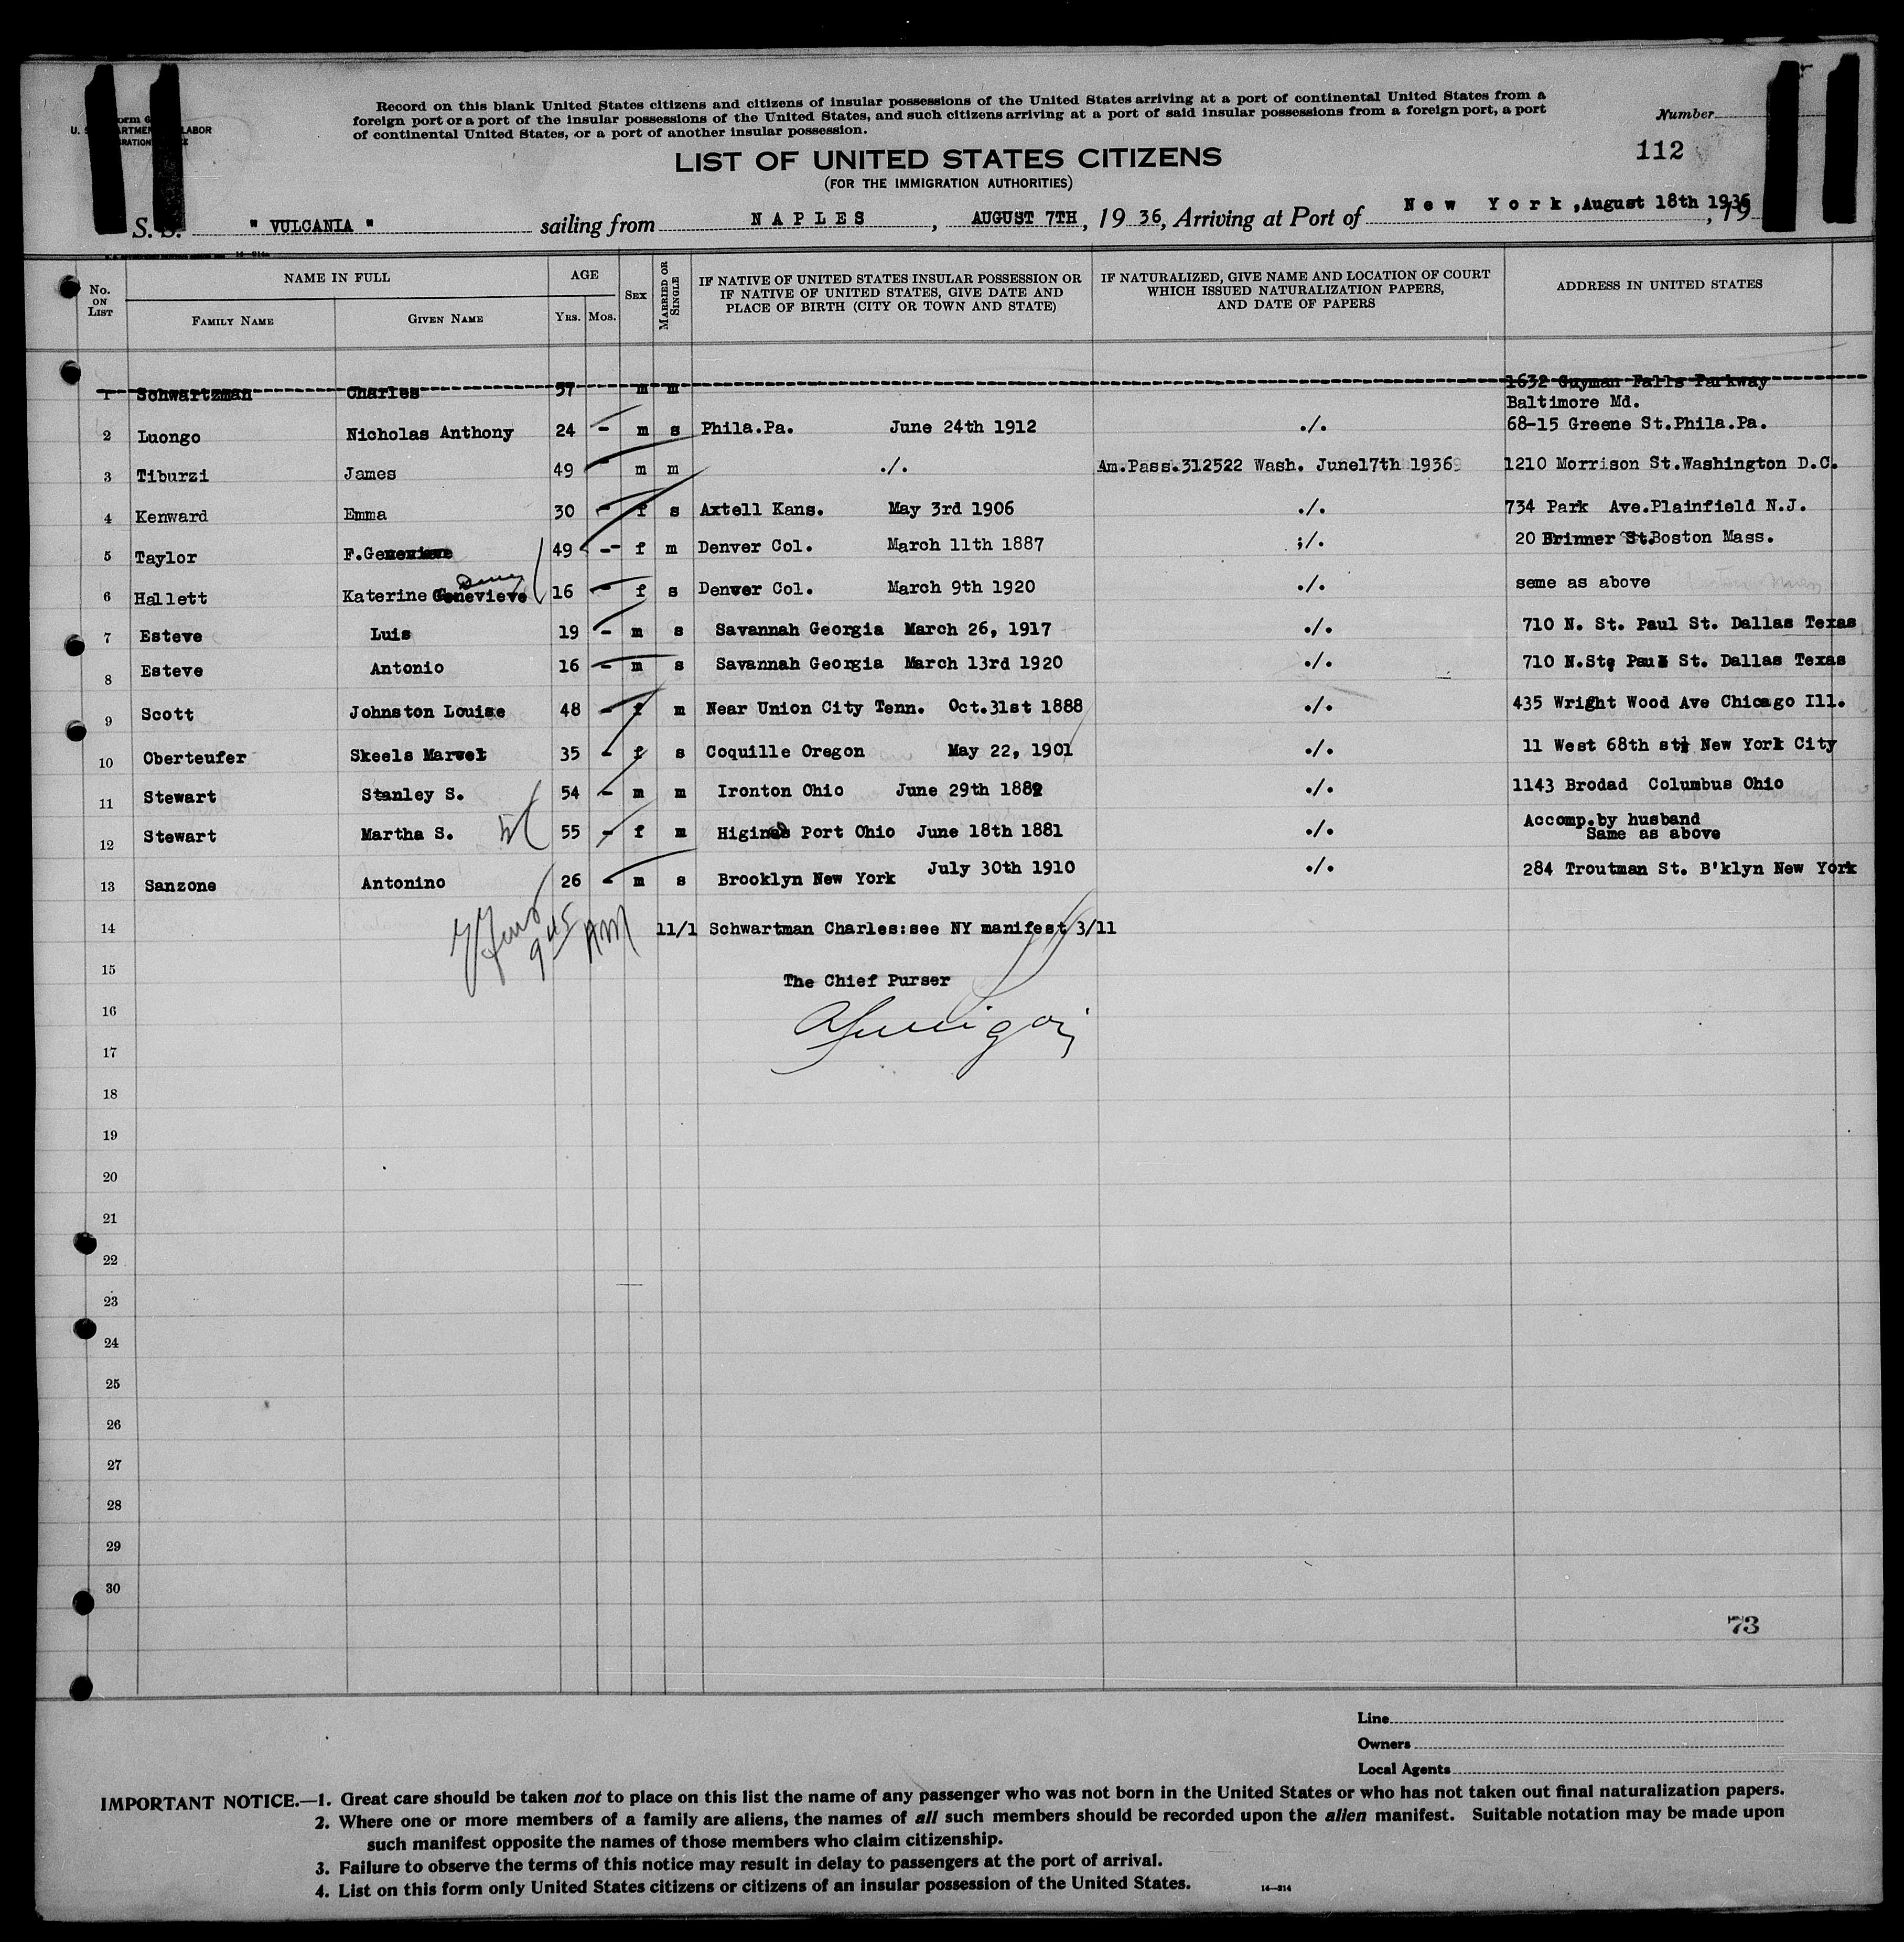 Record on this blank United States citizens and citizens of insular possessions of the United States arriving at a port of continental United States from a
foreign port or a port of the insular possessions of the United States, and such citizens arriving at a port of said insular possessions from a foreign port, a port
of continental United States, or a port of another insular possession.
Number
112
LIST OF UNITED STATES CITIZENS
(FOR THE IMMIGRATION AUTHORITIES)
S. S. " VULCANIA " sailing from NAPLES, AUGUST 7TH, 19 36, Arriving at Port of New York, August 18th 1936, 19
No. ON LIST
NAME IN FULL
FAMILY NAME
GIVEN NAME
AGE
YRS. MOS.
SEX
MARRIED OR SINGLE
IF NATIVE OF UNITED STATES INSULAR POSSESSION OR
IF NATIVE OF UNITED STATES, GIVE DATE AND
PLACE OF BIRTH (CITY OR TOWN AND STATE)
IF NATURALIZED, GIVE NAME AND LOCATION OF COURT
WHICH ISSUED NATURALIZATION PAPERS,
AND DATE OF PAPERS
ADDRESS IN UNITED STATES
1 Schwartzman Charles 57 m m 1632 Guyman Falls Parkway
Baltimore Md.
2 Luongo Nicholas Anthony 24 - m s Phila.Pa. June 24th 1912 ./. 68-15 Greene St.Phila.Pa.
3 Tiburzi James 49 - m m ./. Am.Pass.312522 Wash. June17th 1936 1210 Morrison St.Washington D.C.
4 Kenward Emma 30 - f s Axtell Kans. May 3rd 1906 ./. 734 Park Ave.Plainfield N.J.
5 Taylor F. 49 -- f m Denver Col. March 11th 1887 ;/. 20 Brimmer St.Boston Mass.
6 Hallett Katerine Genevieve 16 - f s Denver Col. March 9th 1920 ./. seme as above
7 Esteve Luis 19 - m s Savannah Georgia March 26, 1917 ./. 710 N. St. Paul St. Dallas Texas
8 Esteve Antonio 16 - m s Savannah Georgia March 13rd 1920 ./. 710 N.Ste Paul St. Dallas Texas
9 Scott Johnston Louise 48 - f m Near Union City Tenn. Oct.31st 1888 ./. 435 Wright Wood Ave Chicago Ill.
10 Oberteufer Skeels Marvel 35 - f s Coquille Oregon May 22, 1901 ./. 11 West 68th st New York City
11 Stewart Stanley S. 54 - m m Ironton Ohio June 29th 1882 ./. 1143 Brodad Columbus Ohio
12 Stewart Martha S. 55 - f m Port Ohio June 18th 1881 ./. Accomp.by husband
Same as above
13 Sanzone Antonino 26 - m s Brooklyn New York July 30th 1910 ./. 284 Troutman St. B'klyn New York
9 45 AM
14 11/1 Schwartman Charles:see NY manifest 3/11
15
The Chief Purser
16
17
18
19
20
21
22
23
24
25
26
27
28
29
30
73
Line
Owners
Local Agents
IMPORTANT NOTICE.—1. Great care should be taken not to place on this list the name of any passenger who was not born in the United States or who has not taken out final naturalization papers.
2. Where one or more members of a family are aliens, the names of all such members should be recorded upon the alien manifest. Suitable notation may be made upon
such manifest opposite the names of those members who claim citizenship.
3. Failure to observe the terms of this notice may result in delay to passengers at the port of arrival.
4. List on this form only United States citizens or citizens of an insular possession of the United States.
14—814